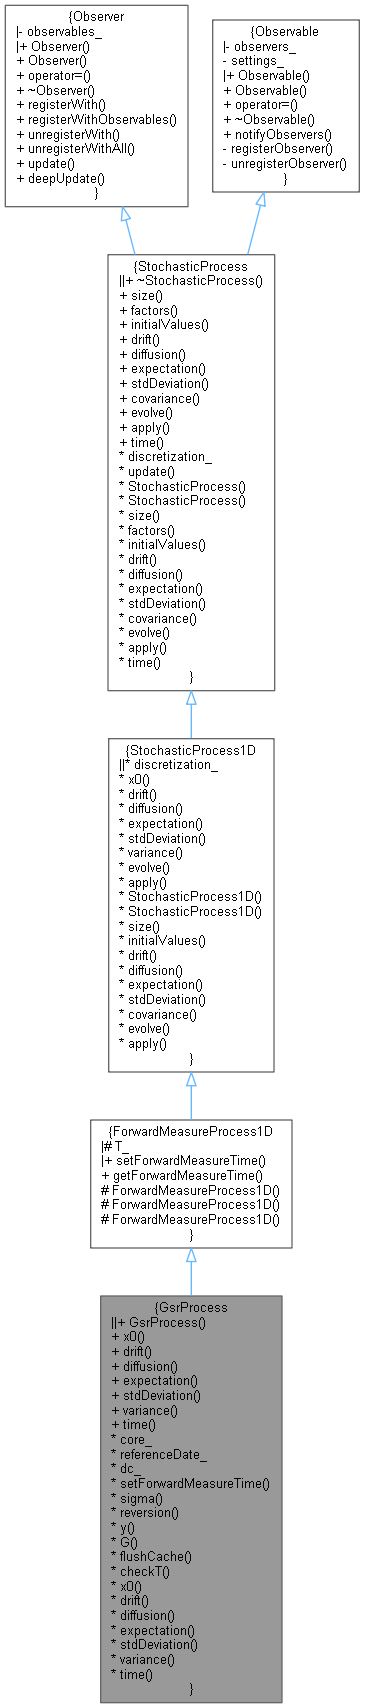 {Observer
|- observables_
|+ Observer()
+ Observer()
+ operator=()
+ ~Observer()
+ registerWith()
+ registerWithObservables()
+ unregisterWith()
+ unregisterWithAll()
+ update()
+ deepUpdate()
}
{Observable
|- observers_
- settings_
|+ Observable()
+ Observable()
+ operator=()
+ ~Observable()
+ notifyObservers()
- registerObserver()
- unregisterObserver()
}
{StochasticProcess
||+ ~StochasticProcess()
+ size()
+ factors()
+ initialValues()
+ drift()
+ diffusion()
+ expectation()
+ stdDeviation()
+ covariance()
+ evolve()
+ apply()
+ time()
* discretization_
* update()
* StochasticProcess()
* StochasticProcess()
* size()
* factors()
* initialValues()
* drift()
* diffusion()
* expectation()
* stdDeviation()
* covariance()
* evolve()
* apply()
* time()
}
{StochasticProcess1D
||* discretization_
* x0()
* drift()
* diffusion()
* expectation()
* stdDeviation()
* variance()
* evolve()
* apply()
* StochasticProcess1D()
* StochasticProcess1D()
* size()
* initialValues()
* drift()
* diffusion()
* expectation()
* stdDeviation()
* covariance()
* evolve()
* apply()
}
{ForwardMeasureProcess1D
|# T_
|+ setForwardMeasureTime()
+ getForwardMeasureTime()
# ForwardMeasureProcess1D()
# ForwardMeasureProcess1D()
# ForwardMeasureProcess1D()
}
{GsrProcess
||+ GsrProcess()
+ x0()
+ drift()
+ diffusion()
+ expectation()
+ stdDeviation()
+ variance()
+ time()
* core_
* referenceDate_
* dc_
* setForwardMeasureTime()
* sigma()
* reversion()
* y()
* G()
* flushCache()
* checkT()
* x0()
* drift()
* diffusion()
* expectation()
* stdDeviation()
* variance()
* time()
}